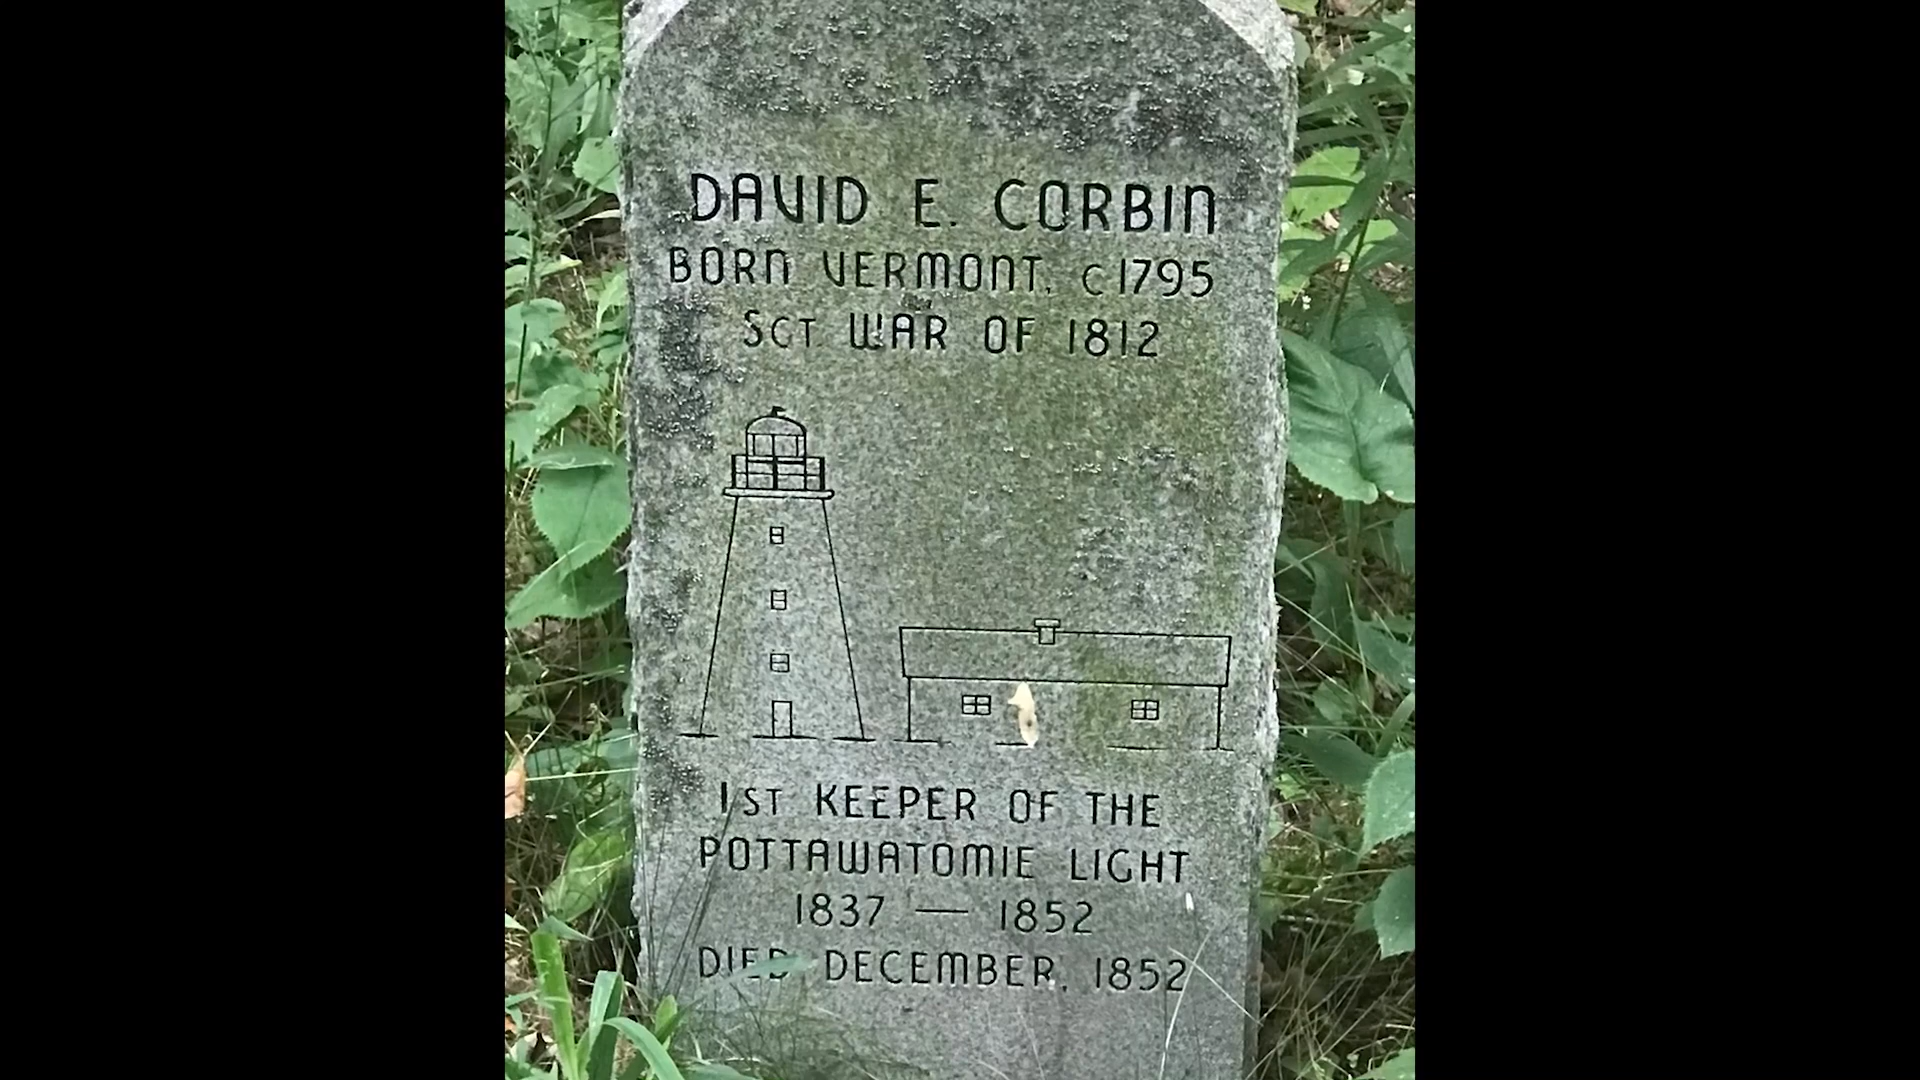 DAVID E. CORBIN
BORN VERMONT, c1795
SGT WAR OF 1812
1ST KEEPER OF THE
POTTAWATOMIE LIGHT
1837 — 1852
DIED DECEMBER, 1852